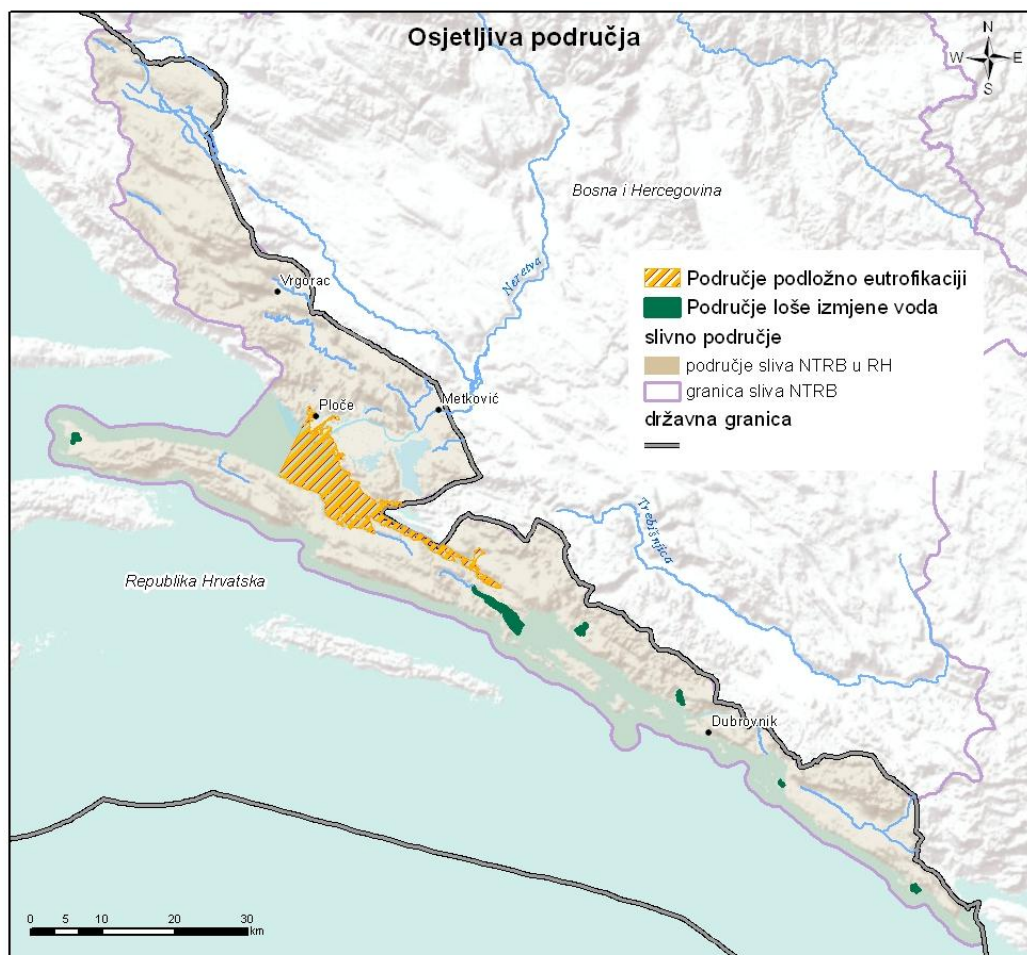 Osjetljiva područja
N
W E
S
Bosna i Hercegovina
Neretva
Vrgorac
Područje podložno eutrofikaciji
Područje loše izmjene voda
slivno područje
područje sliva NTRB u RH
granica sliva NTRB
državna granica
Ploče
Metković
Trebišnjica
Republika Hrvatska
Dubrovnik
0 5 10 20 30
km